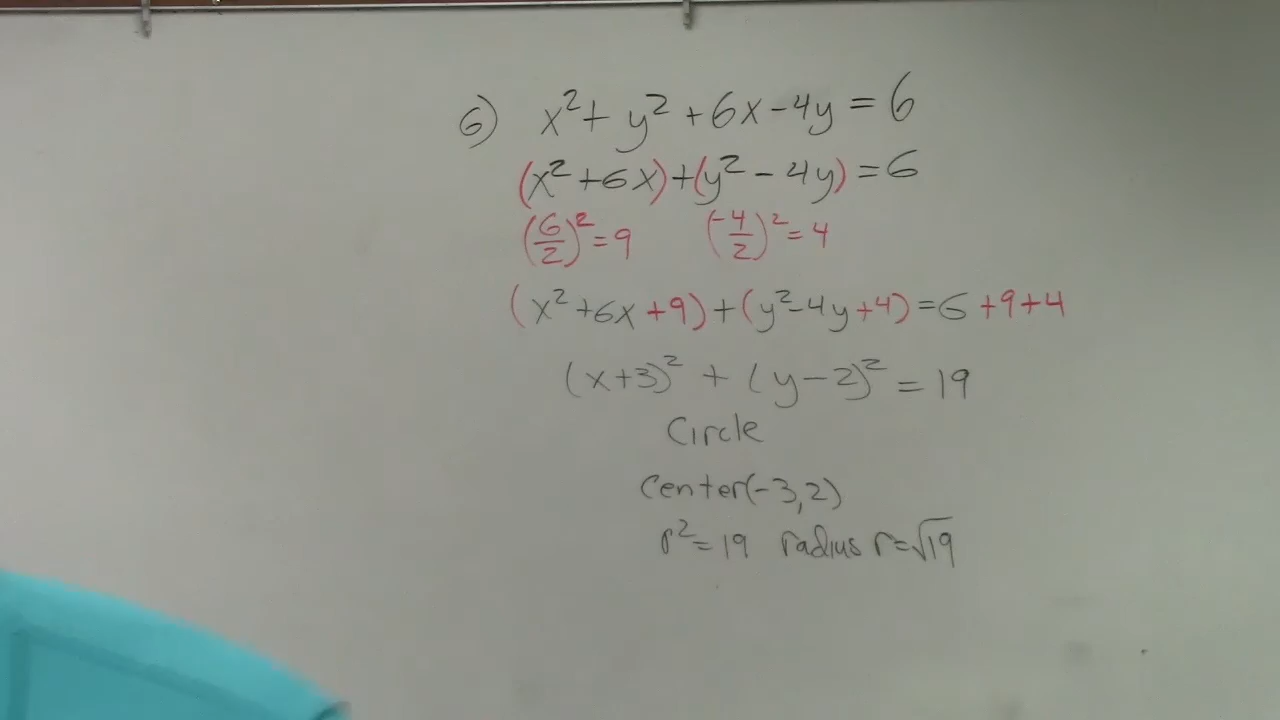 6) x² + y² + 6x - 4y = 6
(x² + 6x) + (y² - 4y) = 6
(6/2)² = 9 (-4/2)² = 4
(x² + 6x + 9) + (y² - 4y + 4) = 6 + 9 + 4
(x + 3)² + (y - 2)² = 19
Circle
center(-3, 2)
r² = 19 radius r = √19